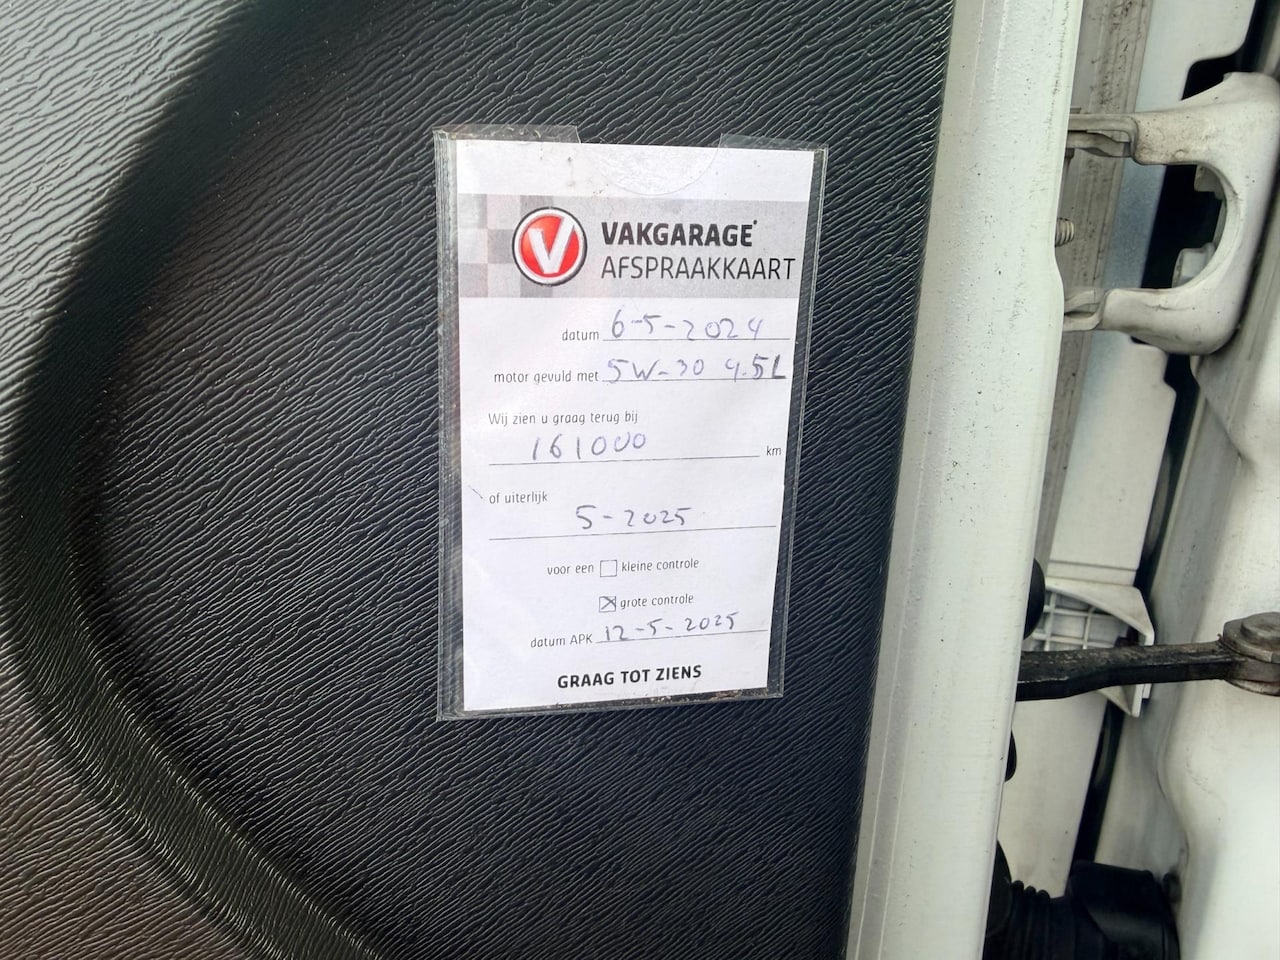 V VAKGARAGE®
AFSPRAAKKAART
datum 6-5-2024
motor gevuld met 5W-30 4.5L
Wij zien u graag terug bij
161000 km
of uiterlijk
5-2025
voor een ☐ kleine controle
☒ grote controle
datum APK 12-5-2025
GRAAG TOT ZIENS